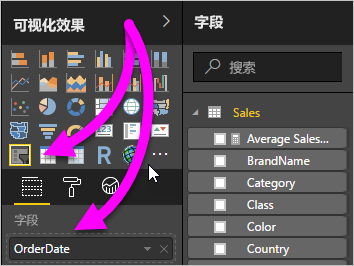 可视化效果
字段
搜索
Sales
Average Sales...
BrandName
Category
Class
Color
Country
123
R
字段
OrderDate